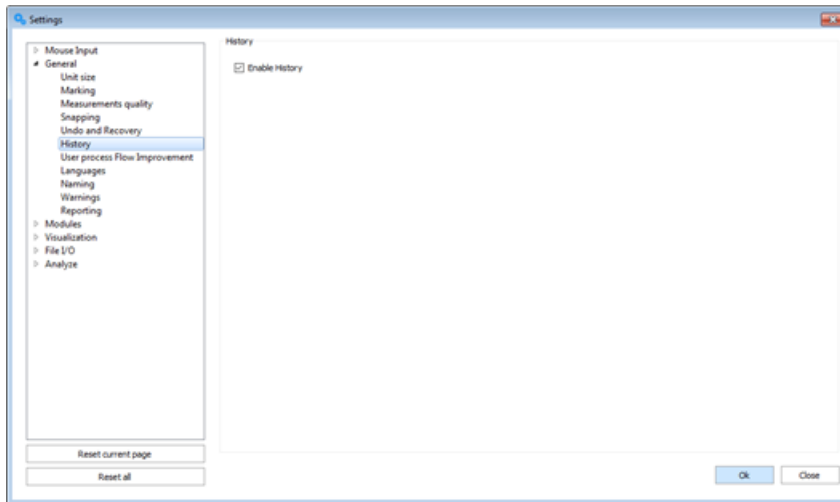 Settings
Mouse Input
General
Unit size
Marking
Measurements quality
Snapping
Undo and Recovery
History
User process Flow Improvement
Languages
Naming
Warnings
Reporting
Modules
Visualization
File I/O
Analyze
Reset current page
Reset all
History
Enable History
Ok
Close